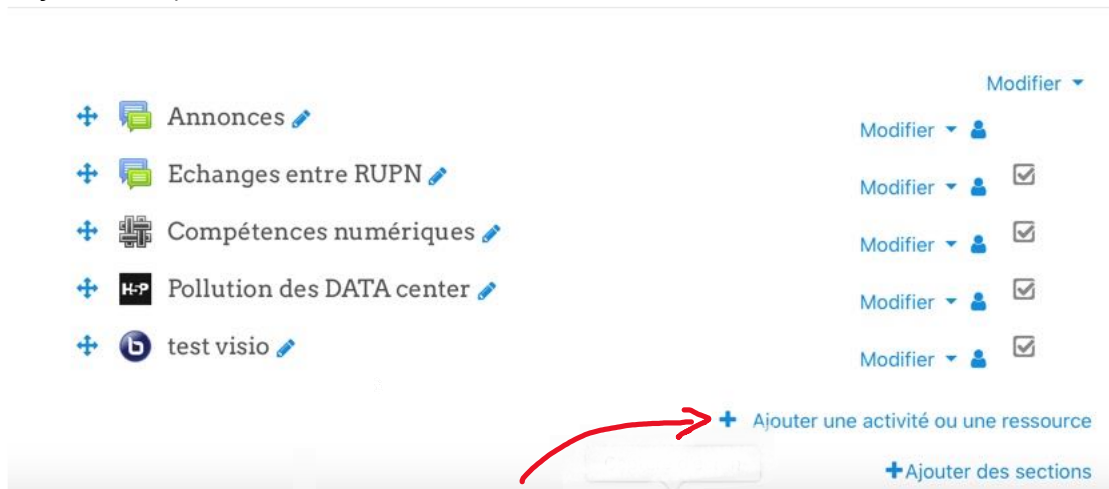 Modifier
Annonces
Modifier
Echanges entre RUPN
Modifier
Compétences numériques
Modifier
H-P Pollution des DATA center
Modifier
b test visio
Modifier
Ajouter une activité ou une ressource
Ajouter des sections